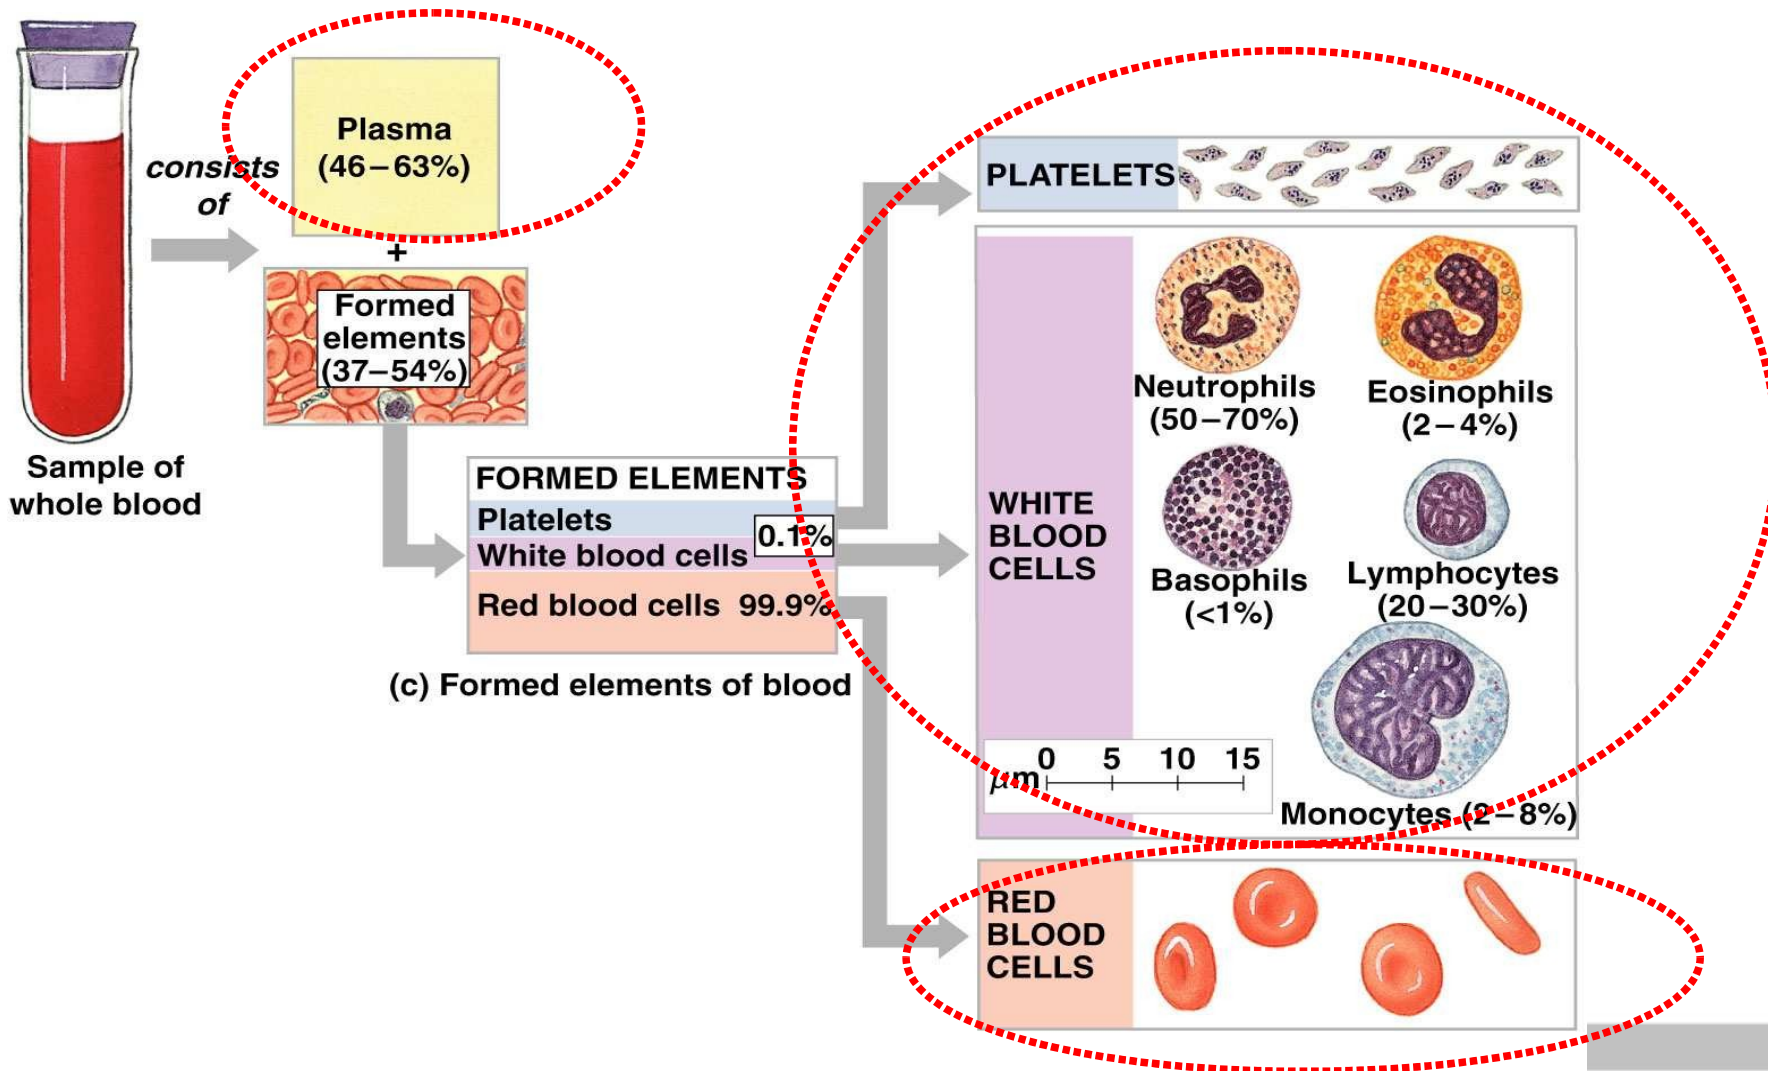 Plasma
(46–63%)
consists
of
+
Formed
elements
(37–54%)
Sample of
whole blood
FORMED ELEMENTS
Platelets
0.1%
White blood cells
Red blood cells 99.9%
(c) Formed elements of blood
PLATELETS
WHITE
BLOOD
CELLS
Neutrophils
(50–70%)
Eosinophils
(2–4%)
Basophils
(<1%)
Lymphocytes
(20–30%)
Monocytes (2–8%)
µm 0 5 10 15
RED
BLOOD
CELLS